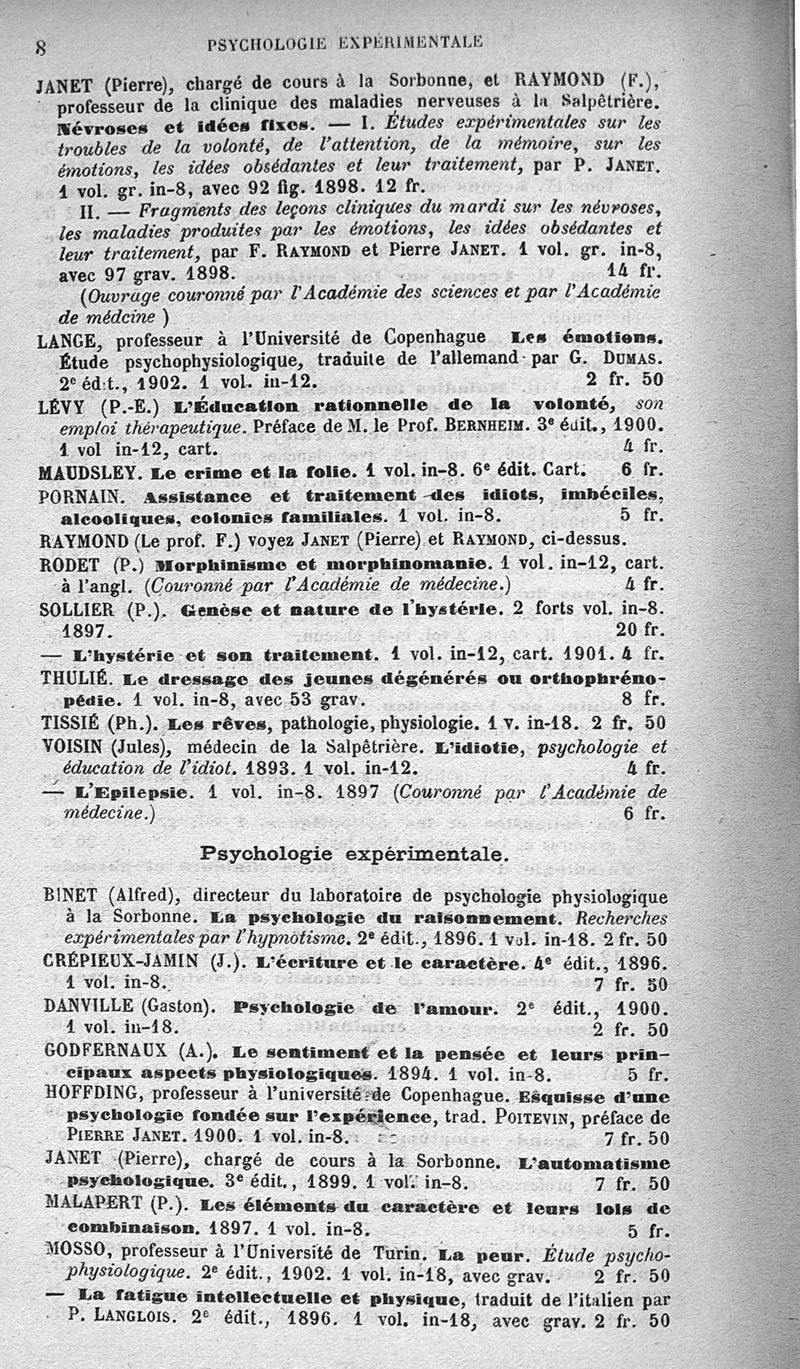 8 PSYCHOLOGIE EXPÉRIMENTALE
JANET (Pierre), chargé de cours à la Sorbonne, et RAYMOND (F.),
professeur de la clinique des maladies nerveuses à la Salpêtrière.
Névroses et idées fixes. — I. Études expérimentales sur les
troubles de la volonté, de l'attention, de la mémoire, sur les
émotions, les idées obsédantes et leur traitement, par P. JANET.
1 vol. gr. in-8, avec 92 fig. 1898. 12 fr.
II. — Fragments des leçons cliniques du mardi sur les névroses,
les maladies produites par les émotions, les idées obsédantes et
leur traitement, par F. RAYMOND et Pierre JANET. 1 vol. gr. in-8,
avec 97 grav. 1898. 14 fr.
(Ouvrage couronné par l'Académie des sciences et par l'Académie
de médcine )
LANGE, professeur à l'Université de Copenhague Les émotions.
Étude psychophysiologique, traduite de l'allemand par G. DUMAS.
2e édit., 1902. 1 vol. in-12. 2 fr. 50
LÉVY (P.-E.) L'Éducation rationnelle de la volonté, son
emploi thérapeutique. Préface de M. le Prof. BERNHEIM. 3e édit., 1900.
1 vol in-12, cart. 4 fr.
MAUDSLEY. Le crime et la folie. 1 vol. in-8. 6e édit. Cart. 6 fr.
PORNAIN. Assistance et traitement des idiots, imbéciles,
alcooliques, colonies familiales. 1 vol. in-8. 5 fr.
RAYMOND (Le prof. F.) voyez JANET (Pierre) et RAYMOND, ci-dessus.
RODET (P.) Morphinisme et morphinomanie. 1 vol. in-12, cart.
à l'angl. (Couronné par l'Académie de médecine.) 4 fr.
SOLLIER (P.). Genèse et nature de l'hystérie. 2 forts vol. in-8.
1897. 20 fr.
— L'hystérie et son traitement. 1 vol. in-12, cart. 1901. 4 fr.
THULIÉ. Le dressage des jeunes dégénérés ou orthophréno-
pédie. 1 vol. in-8, avec 53 grav. 8 fr.
TISSIÉ (Ph.). Les rêves, pathologie, physiologie. 1 v. in-18. 2 fr. 50
VOISIN (Jules), médecin de la Salpêtrière. L'idiotie, psychologie et
éducation de l'idiot. 1893. 1 vol. in-12. 4 fr.
— L'Epilepsie. 1 vol. in-8. 1897 (Couronné par l'Académie de
médecine.) 6 fr.
Psychologie expérimentale.
BINET (Alfred), directeur du laboratoire de psychologie physiologique
à la Sorbonne. La psychologie du raisonnement. Recherches
expérimentales par l'hypnotisme. 2e édit., 1896. 1 vol. in-18. 2 fr. 50
CRÉPIEUX-JAMIN (J.). L'écriture et le caractère. 4e édit., 1896.
1 vol. in-8. 7 fr. 50
DANVILLE (Gaston). Psychologie de l'amour. 2e édit., 1900.
1 vol. in-18. 2 fr. 50
GODFERNAUX (A.). Le sentiment et la pensée et leurs prin-
cipaux aspects physiologiques. 1894. 1 vol. in-8. 5 fr.
HOFFDING, professeur à l'université de Copenhague. Esquisse d'une
psychologie fondée sur l'expérience, trad. POITEVIN, préface de
PIERRE JANET. 1900. 1 vol. in-8. 7 fr. 50
JANET (Pierre), chargé de cours à la Sorbonne. L'automatisme
psychologique. 3e édit., 1899. 1 vol. in-8. 7 fr. 50
MALAPERT (P.). Les éléments du caractère et leurs lois de
combinaison. 1897. 1 vol. in-8. 5 fr.
MOSSO, professeur à l'Université de Turin. La peur. Étude psycho-
physiologique. 2e édit., 1902. 1 vol. in-18, avec grav. 2 fr. 50
— La fatigue intellectuelle et physique, traduit de l'italien par
P. LANGLOIS. 2e édit., 1896. 1 vol. in-18, avec grav. 2 fr. 50